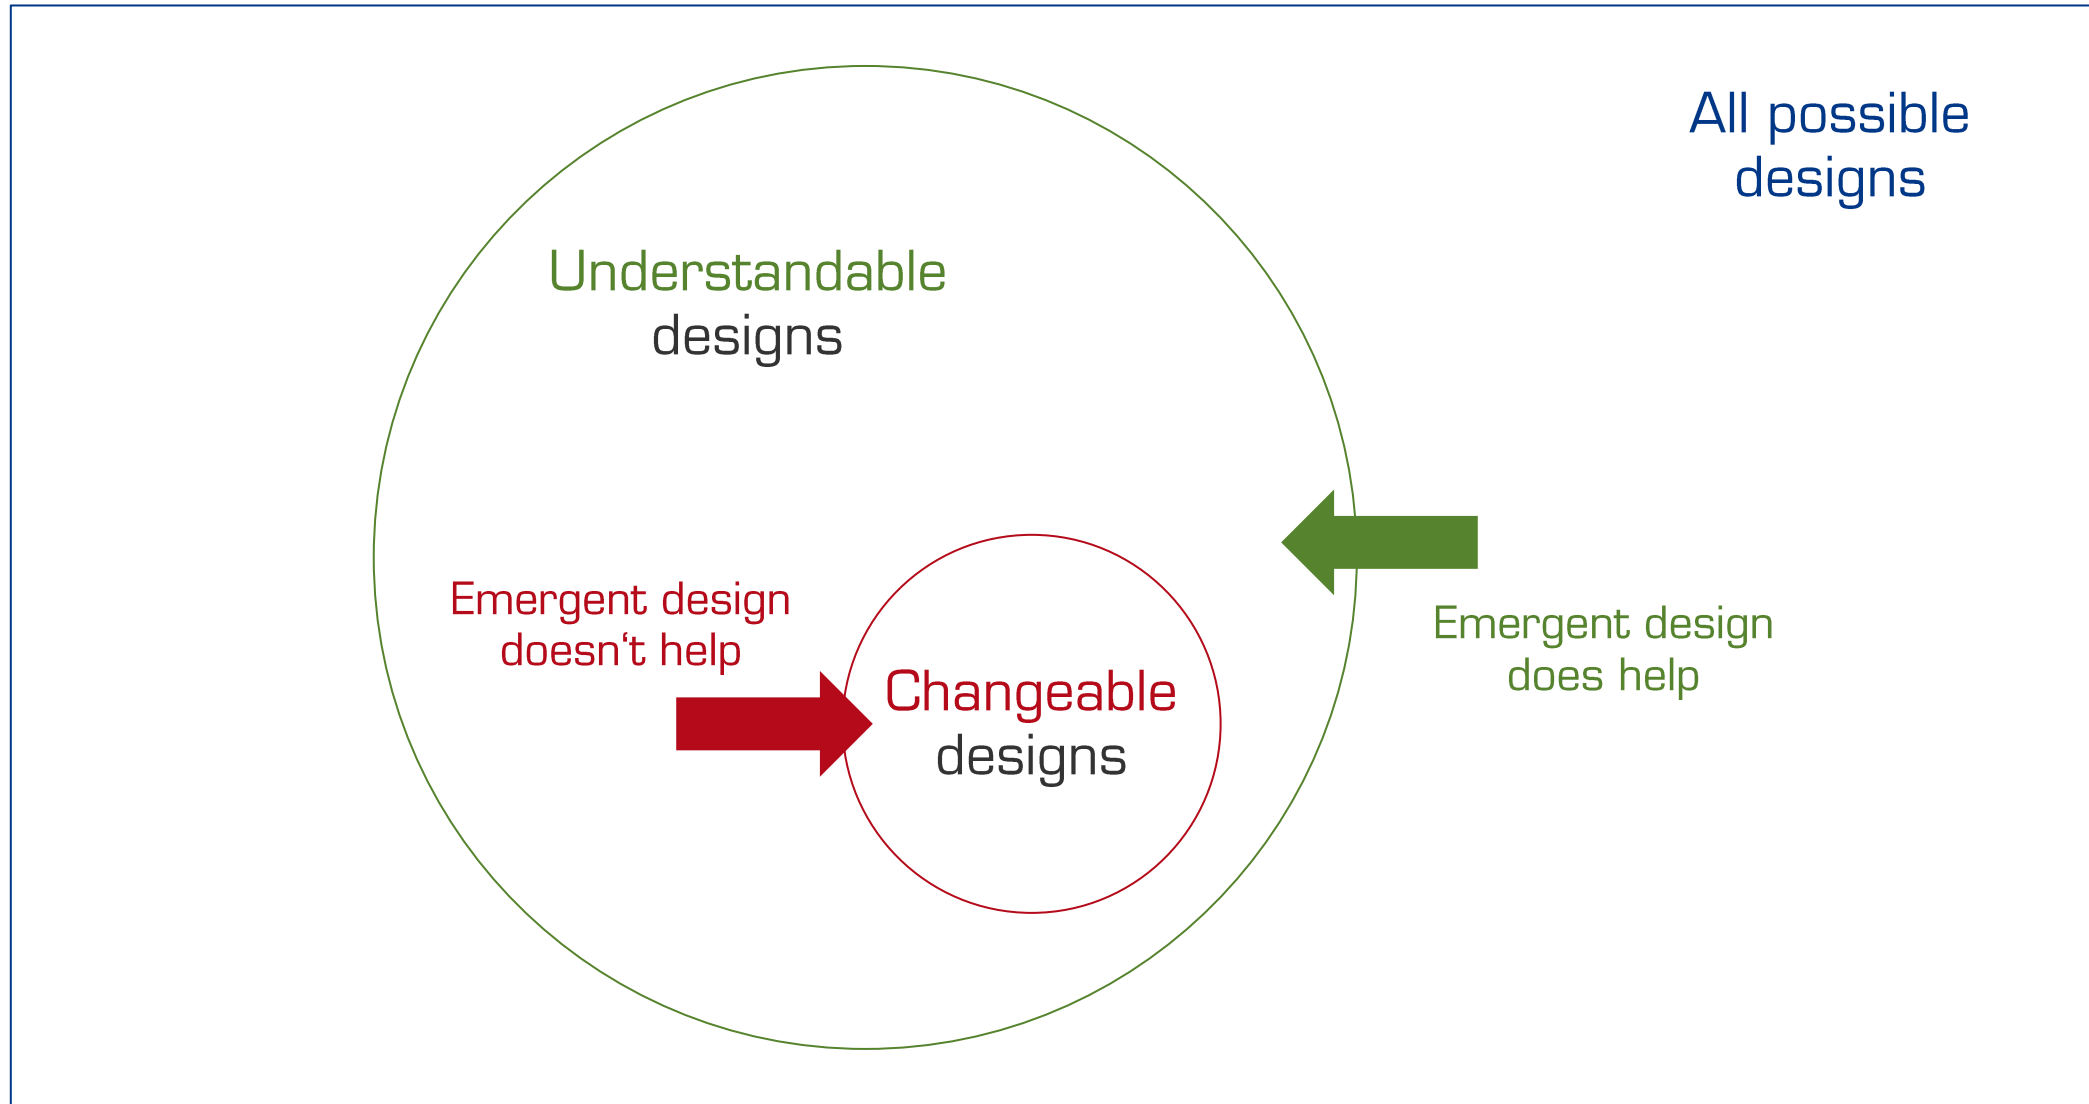 All possible
designs
Understandable
designs
Emergent design
doesn‘t help
Emergent design
does help
Changeable
designs